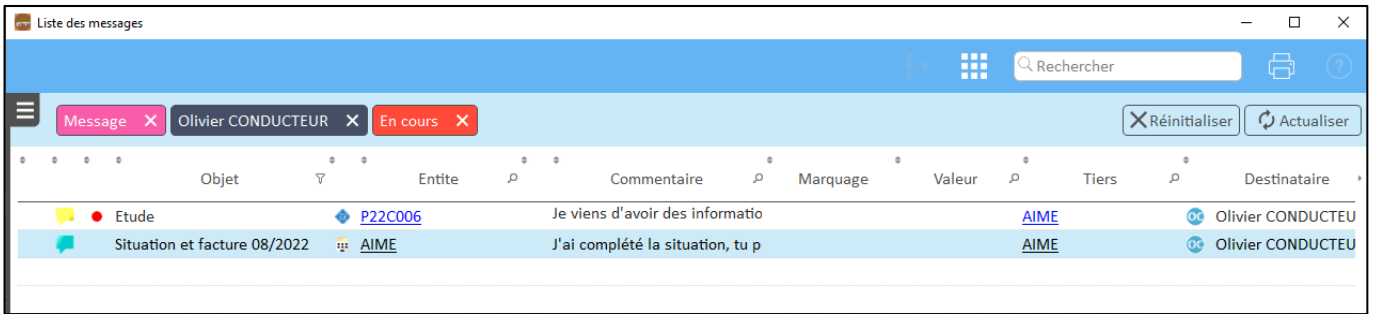 Liste des messages
Rechercher
Message Olivier CONDUCTEUR En cours Réinitialiser Actualiser
Objet Entite Commentaire Marquage Valeur Tiers Destinataire
Etude P22C006 Je viens d'avoir des informatio AIME OC Olivier CONDUCTEU
Situation et facture 08/2022 AIME J'ai complété la situation, tu p AIME OC Olivier CONDUCTEU